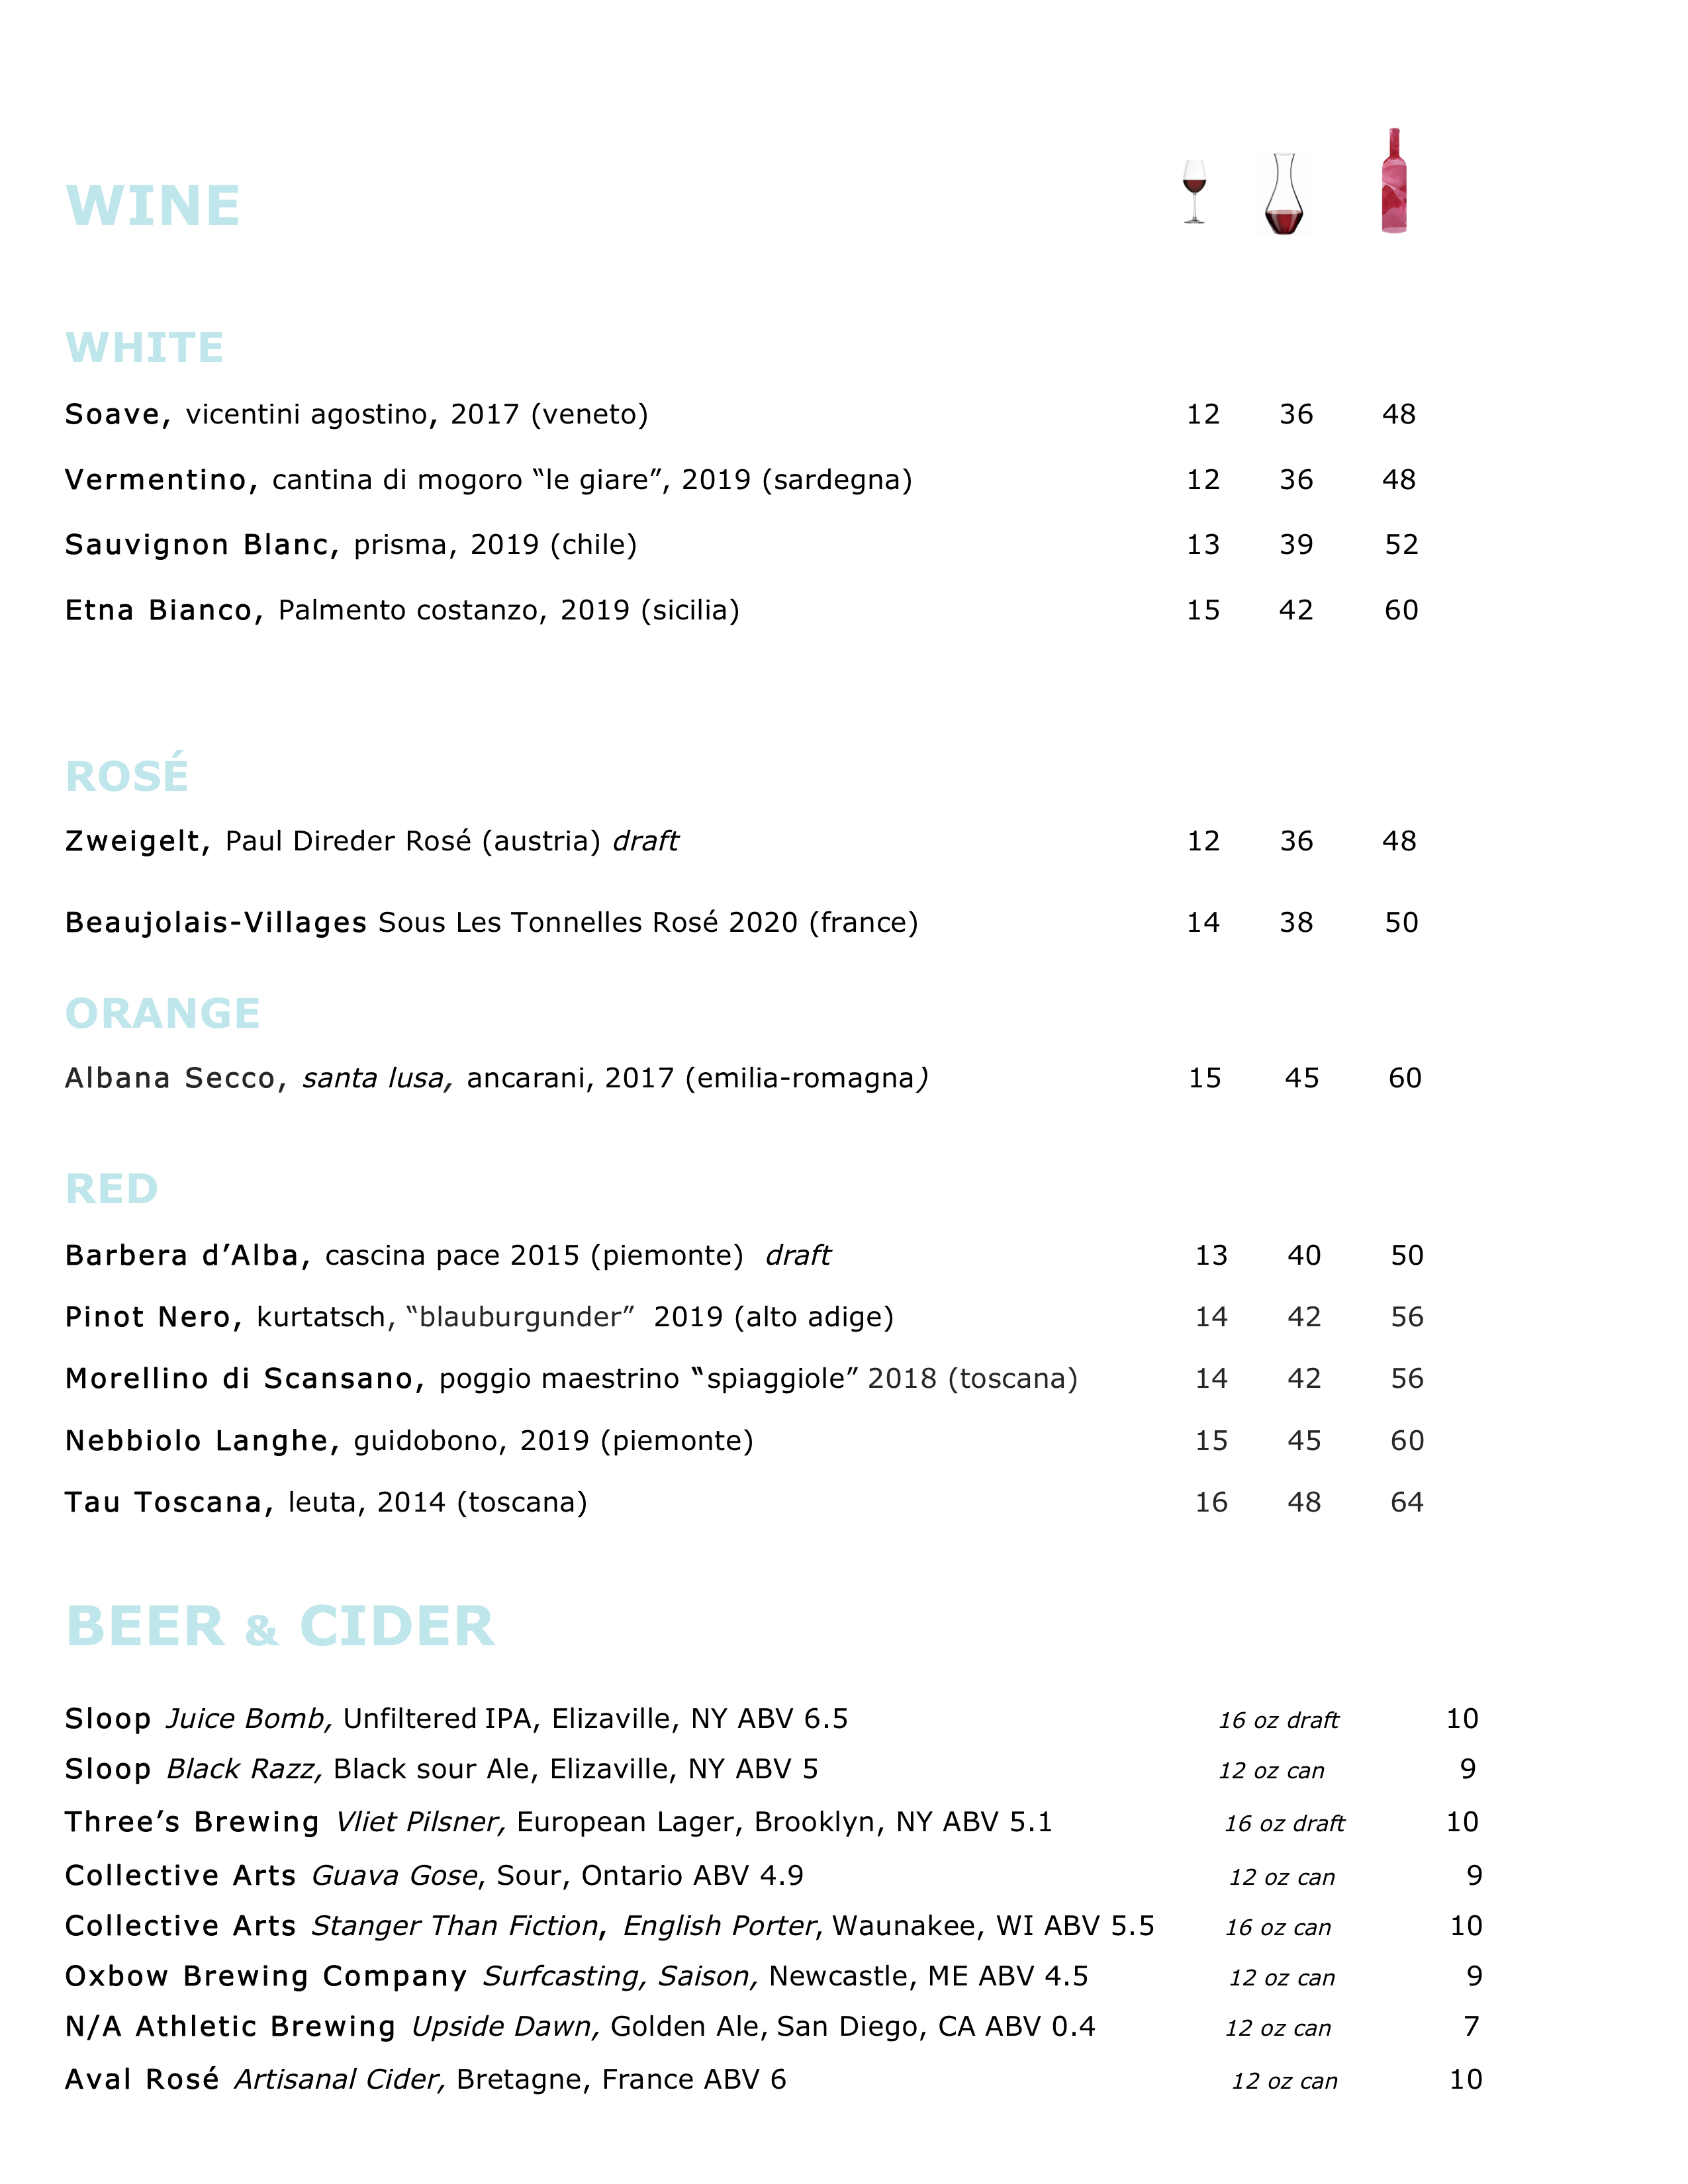 WINE
WHITE
Soave, vicentini agostino, 2017 (veneto) 12 36 48
Vermentino, cantina di mogoro “le giare”, 2019 (sardegna) 12 36 48
Sauvignon Blanc, prisma, 2019 (chile) 13 39 52
Etna Bianco, Palmento costanzo, 2019 (sicilia) 15 42 60
ROSÉ
Zweigelt, Paul Direder Rosé (austria) draft 12 36 48
Beaujolais-Villages Sous Les Tonnelles Rosé 2020 (france) 14 38 50
ORANGE
Albana Secco, santa lusa, ancarani, 2017 (emilia-romagna) 15 45 60
RED
Barbera d’Alba, cascina pace 2015 (piemonte) draft 13 40 50
Pinot Nero, kurtatsch, “blauburgunder” 2019 (alto adige) 14 42 56
Morellino di Scansano, poggio maestrino “spiaggiole” 2018 (toscana) 14 42 56
Nebbiolo Langhe, guidobono, 2019 (piemonte) 15 45 60
Tau Toscana, leuta, 2014 (toscana) 16 48 64
BEER & CIDER
Sloop Juice Bomb, Unfiltered IPA, Elizaville, NY ABV 6.5 16 oz draft 10
Sloop Black Razz, Black sour Ale, Elizaville, NY ABV 5 12 oz can 9
Three’s Brewing Vliet Pilsner, European Lager, Brooklyn, NY ABV 5.1 16 oz draft 10
Collective Arts Guava Gose, Sour, Ontario ABV 4.9 12 oz can 9
Collective Arts Stanger Than Fiction, English Porter, Waunakee, WI ABV 5.5 16 oz can 10
Oxbow Brewing Company Surfcasting, Saison, Newcastle, ME ABV 4.5 12 oz can 9
N/A Athletic Brewing Upside Dawn, Golden Ale, San Diego, CA ABV 0.4 12 oz can 7
Aval Rosé Artisanal Cider, Bretagne, France ABV 6 12 oz can 10